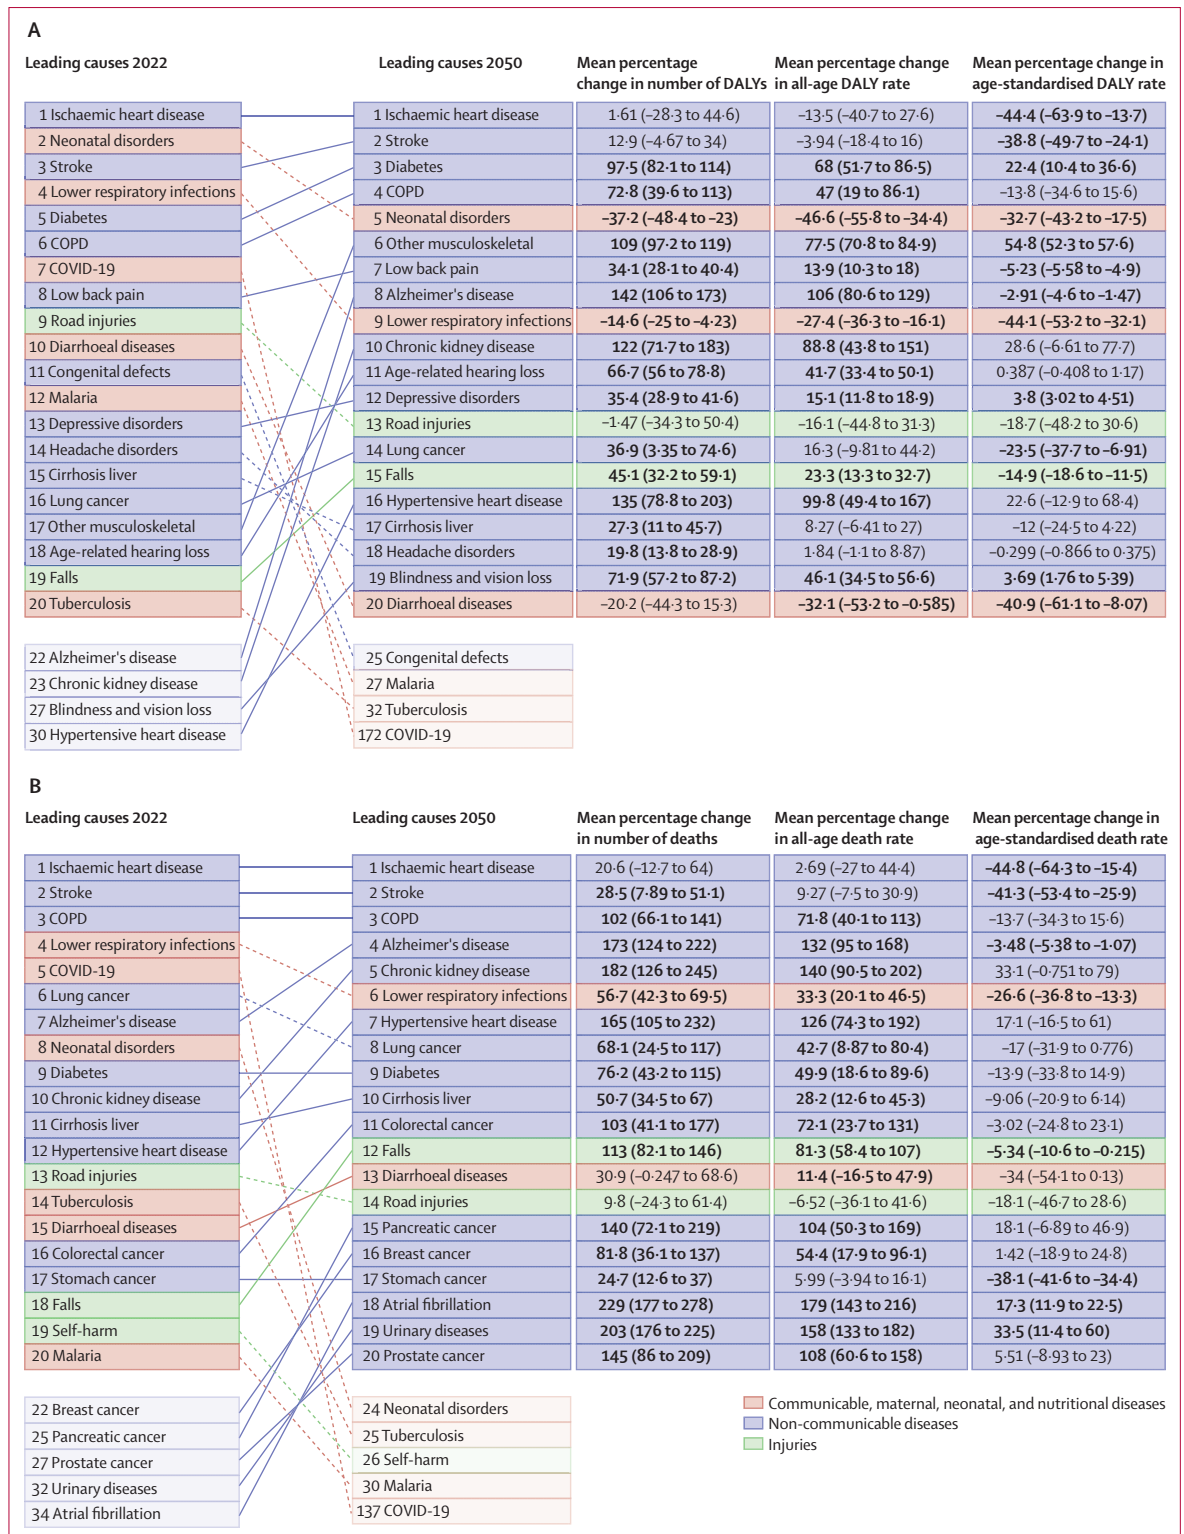 A
Leading causes 2022 Leading causes 2050 Mean percentage change in number of DALYs Mean percentage change in all-age DALY rate Mean percentage change in age-standardised DALY rate
1 Ischaemic heart disease 1 Ischaemic heart disease 1·61 (–28·3 to 44·6) –13·5 (–40·7 to 27·6) –44·4 (–63·9 to –13·7)
2 Neonatal disorders 2 Stroke 12·9 (–4·67 to 34) –3·94 (–18·4 to 16) –38·8 (–49·7 to –24·1)
3 Stroke 3 Diabetes 97·5 (82·1 to 114) 68 (51·7 to 86·5) 22·4 (10·4 to 36·6)
4 Lower respiratory infections 4 COPD 72·8 (39·6 to 113) 47 (19 to 86·1) –13·8 (–34·6 to 15·6)
5 Diabetes 5 Neonatal disorders –37·2 (–48·4 to –23) –46·6 (–55·8 to –34·4) –32·7 (–43·2 to –17·5)
6 COPD 6 Other musculoskeletal 109 (97·2 to 119) 77·5 (70·8 to 84·9) 54·8 (52·3 to 57·6)
7 COVID-19 7 Low back pain 34·1 (28·1 to 40·4) 13·9 (10·3 to 18) –5·23 (–5·58 to –4·9)
8 Low back pain 8 Alzheimer's disease 142 (106 to 173) 106 (80·6 to 129) –2·91 (–4·6 to –1·47)
9 Road injuries 9 Lower respiratory infections –14·6 (–25 to –4·23) –27·4 (–36·3 to –16·1) –44·1 (–53·2 to –32·1)
10 Diarrhoeal diseases 10 Chronic kidney disease 122 (71·7 to 183) 88·8 (43·8 to 151) 28·6 (–6·61 to 77·7)
11 Congenital defects 11 Age-related hearing loss 66·7 (56 to 78·8) 41·7 (33·4 to 50·1) 0·387 (–0·408 to 1·17)
12 Malaria 12 Depressive disorders 35·4 (28·9 to 41·6) 15·1 (11·8 to 18·9) 3·8 (3·02 to 4·51)
13 Depressive disorders 13 Road injuries –1·47 (–34·3 to 50·4) –16·1 (–44·8 to 31·3) –18·7 (–48·2 to 30·6)
14 Headache disorders 14 Lung cancer 36·9 (3·35 to 74·6) 16·3 (–9·81 to 44·2) –23·5 (–37·7 to –6·91)
15 Cirrhosis liver 15 Falls 45·1 (32·2 to 59·1) 23·3 (13·3 to 32·7) –14·9 (–18·6 to –11·5)
16 Lung cancer 16 Hypertensive heart disease 135 (78·8 to 203) 99·8 (49·4 to 167) 22·6 (–12·9 to 68·4)
17 Other musculoskeletal 17 Cirrhosis liver 27·3 (11 to 45·7) 8·27 (–6·41 to 27) –12 (–24·5 to 4·22)
18 Age-related hearing loss 18 Headache disorders 19·8 (13·8 to 28·9) 1·84 (–1·1 to 8·87) –0·299 (–0·866 to 0·375)
19 Falls 19 Blindness and vision loss 71·9 (57·2 to 87·2) 46·1 (34·5 to 56·6) 3·69 (1·76 to 5·39)
20 Tuberculosis 20 Diarrhoeal diseases –20·2 (–44·3 to 15·3) –32·1 (–53·2 to –0·585) –40·9 (–61·1 to –8·07)
22 Alzheimer's disease 25 Congenital defects
23 Chronic kidney disease 27 Malaria
27 Blindness and vision loss 32 Tuberculosis
30 Hypertensive heart disease 172 COVID-19
B
Leading causes 2022 Leading causes 2050 Mean percentage change in number of deaths Mean percentage change in all-age death rate Mean percentage change in age-standardised death rate
1 Ischaemic heart disease 1 Ischaemic heart disease 20·6 (–12·7 to 64) 2·69 (–27 to 44·4) –44·8 (–64·3 to –15·4)
2 Stroke 2 Stroke 28·5 (7·89 to 51·1) 9·27 (–7·5 to 30·9) –41·3 (–53·4 to –25·9)
3 COPD 3 COPD 102 (66·1 to 141) 71·8 (40·1 to 113) –13·7 (–34·3 to 15·6)
4 Lower respiratory infections 4 Alzheimer's disease 173 (124 to 222) 132 (95 to 168) –3·48 (–5·38 to –1·07)
5 COVID-19 5 Chronic kidney disease 182 (126 to 245) 140 (90·5 to 202) 33·1 (–0·751 to 79)
6 Lung cancer 6 Lower respiratory infections 56·7 (42·3 to 69·5) 33·3 (20·1 to 46·5) –26·6 (–36·8 to –13·3)
7 Alzheimer's disease 7 Hypertensive heart disease 165 (105 to 232) 126 (74·3 to 192) 17·1 (–16·5 to 61)
8 Neonatal disorders 8 Lung cancer 68·1 (24·5 to 117) 42·7 (8·87 to 80·4) –17 (–31·9 to 0·776)
9 Diabetes 9 Diabetes 76·2 (43·2 to 115) 49·9 (18·6 to 89·6) –13·9 (–33·8 to 14·9)
10 Chronic kidney disease 10 Cirrhosis liver 50·7 (34·5 to 67) 28·2 (12·6 to 45·3) –9·06 (–20·9 to 6·14)
11 Cirrhosis liver 11 Colorectal cancer 103 (41·1 to 177) 72·1 (23·7 to 131) –3·02 (–24·8 to 23·1)
12 Hypertensive heart disease 12 Falls 113 (82·1 to 146) 81·3 (58·4 to 107) –5·34 (–10·6 to –0·215)
13 Road injuries 13 Diarrhoeal diseases 30·9 (–0·247 to 68·6) 11·4 (–16·5 to 47·9) –34 (–54·1 to 0·13)
14 Tuberculosis 14 Road injuries 9·8 (–24·3 to 61·4) –6·52 (–36·1 to 41·6) –18·1 (–46·7 to 28·6)
15 Diarrhoeal diseases 15 Pancreatic cancer 140 (72·1 to 219) 104 (50·3 to 169) 18·1 (–6·89 to 46·9)
16 Colorectal cancer 16 Breast cancer 81·8 (36·1 to 137) 54·4 (17·9 to 96·1) 1·42 (–18·9 to 24·8)
17 Stomach cancer 17 Stomach cancer 24·7 (12·6 to 37) 5·99 (–3·94 to 16·1) –38·1 (–41·6 to –34·4)
18 Falls 18 Atrial fibrillation 229 (177 to 278) 179 (143 to 216) 17·3 (11·9 to 22·5)
19 Self-harm 19 Urinary diseases 203 (176 to 225) 158 (133 to 182) 33·5 (11·4 to 60)
20 Malaria 20 Prostate cancer 145 (86 to 209) 108 (60·6 to 158) 5·51 (–8·93 to 23)
22 Breast cancer 24 Neonatal disorders
25 Pancreatic cancer 25 Tuberculosis
27 Prostate cancer 26 Self-harm
32 Urinary diseases 30 Malaria
34 Atrial fibrillation 137 COVID-19
Communicable, maternal, neonatal, and nutritional diseases
Non-communicable diseases
Injuries